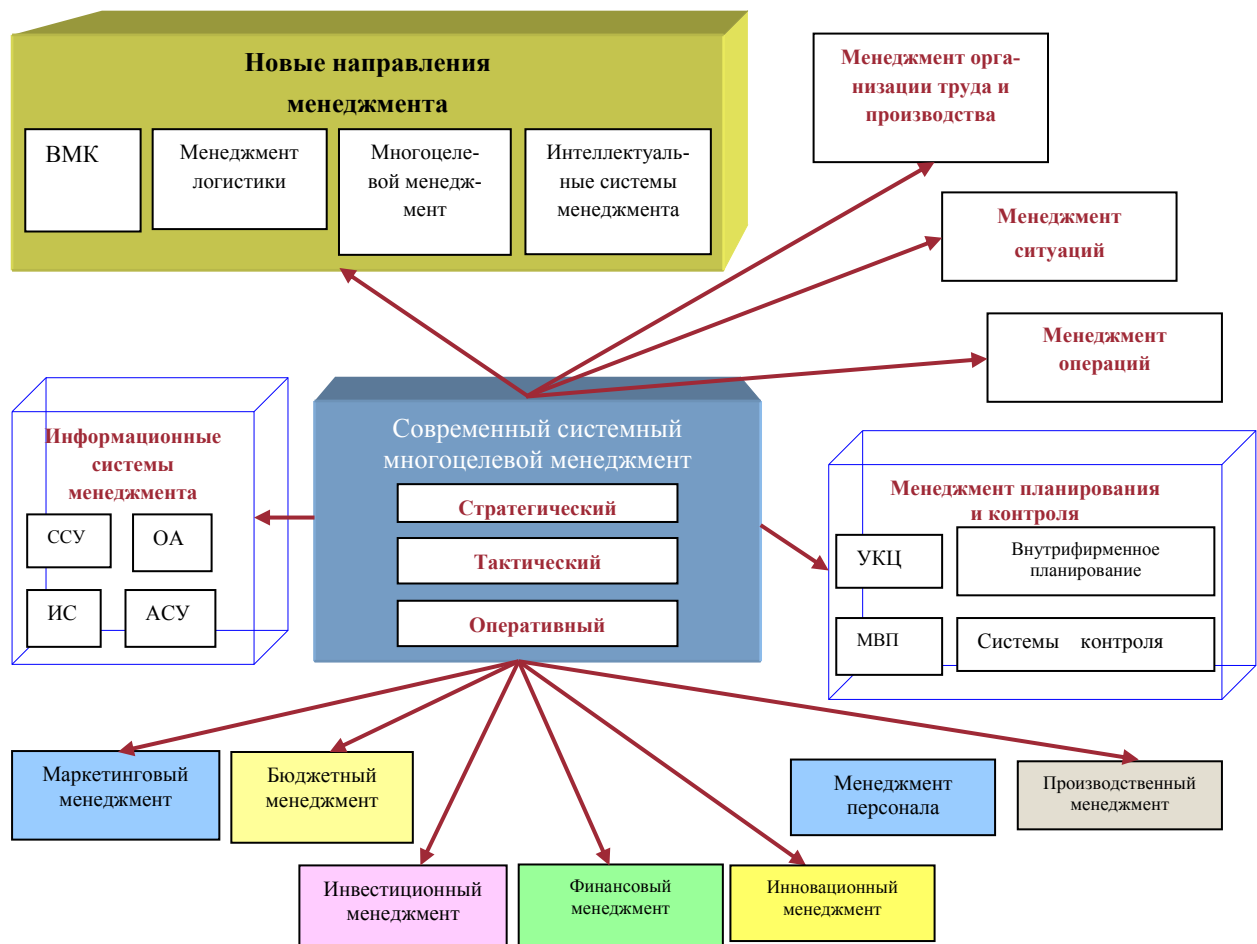 Новые направления
менеджмента
ВМК
Менеджмент
логистики
Многоцеле-
вой менедж-
мент
Интеллектуаль-
ные системы
менеджмента
Менеджмент орга-
низации труда и
производства
Менеджмент
ситуаций
Менеджмент
операций
Информационные
системы
менеджмента
ССУ
ОА
ИС
АСУ
Современный системный
многоцелевой менеджмент
Стратегический
Тактический
Оперативный
Менеджмент планирования
и контроля
УКЦ
Внутрифирменное
планирование
МВП
Системы контроля
Маркетинговый
менеджмент
Бюджетный
менеджмент
Менеджмент
персонала
Производственный
менеджмент
Инвестиционный
менеджмент
Финансовый
менеджмент
Инновационный
менеджмент